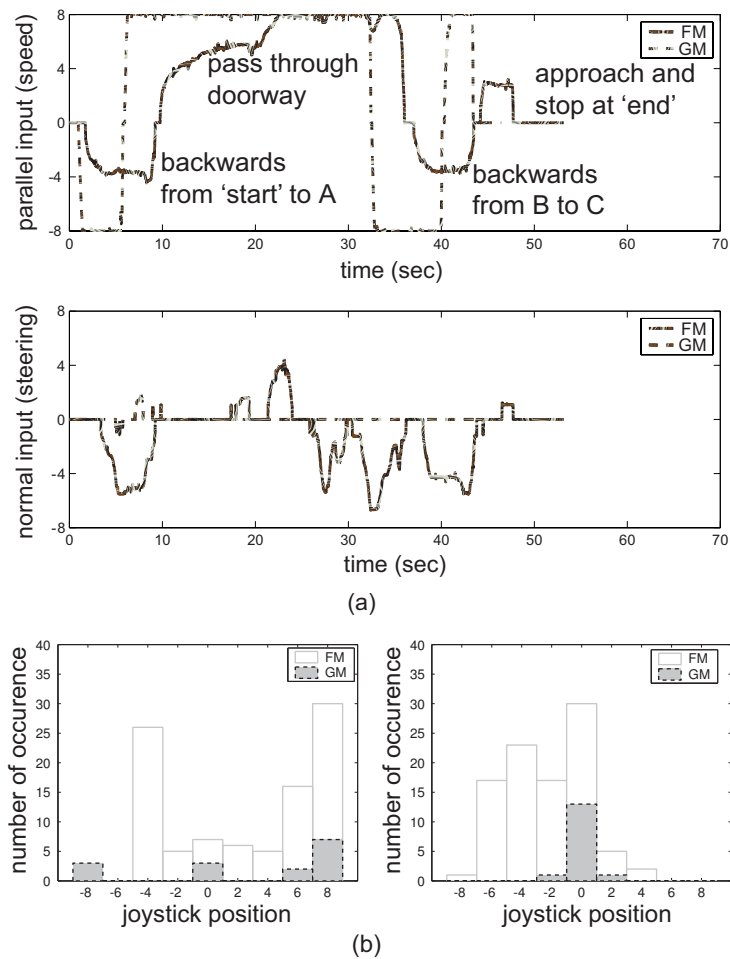 8
4
0
-4
-8
parallel input (speed)
FM
GM
pass through
doorway
approach and
stop at 'end'
backwards
from 'start' to A
backwards
from B to C
0 10 20 30 40 50 60 70
time (sec)
8
4
0
-4
-8
normal input (steering)
FM
GM
0 10 20 30 40 50 60 70
time (sec)
(a)
40
35
30
25
20
15
10
5
0
number of occurence
FM
GM
-8 -6 -4 -2 0 2 4 6 8
joystick position
40
35
30
25
20
15
10
5
0
number of occurence
FM
GM
-8 -6 -4 -2 0 2 4 6 8
joystick position
(b)